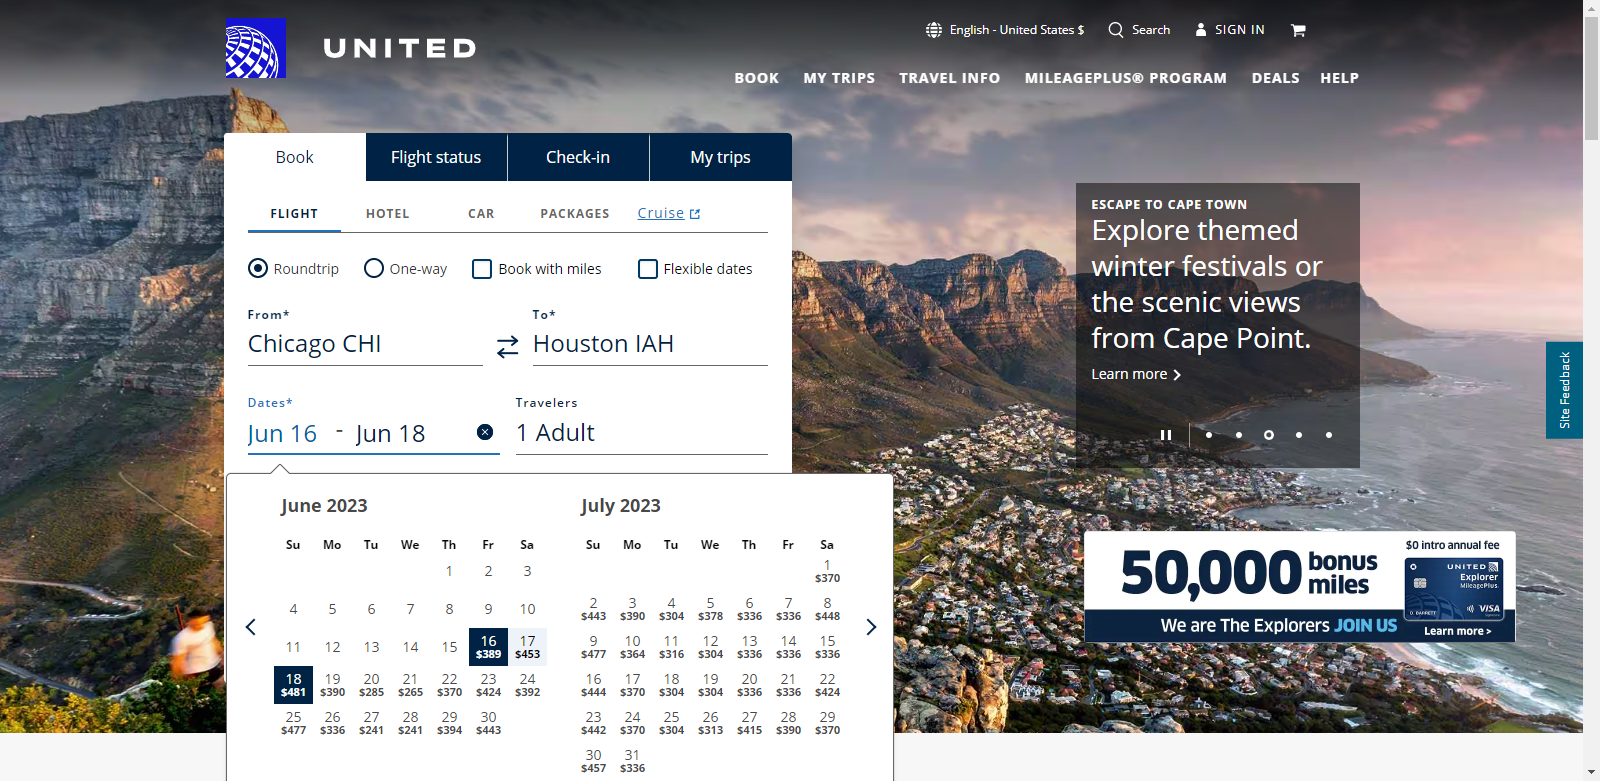 UNITED
English - United States $
Search
SIGN IN
BOOK
MY TRIPS
TRAVEL INFO
MILEAGEPLUS® PROGRAM
DEALS
HELP
Book
Flight status
Check-in
My trips
FLIGHT
HOTEL
CAR
PACKAGES
Cruise
Roundtrip
One-way
Book with miles
Flexible dates
From*
Chicago CHI
To*
Houston IAH
Dates*
Jun 16 - Jun 18
Travelers
1 Adult
June 2023
Su Mo Tu We Th Fr Sa
1 2 3
4 5 6 7 8 9 10
11 12 13 14 15 16 17
$389 $453
18 19 20 21 22 23 24
$481 $390 $285 $265 $370 $424 $392
25 26 27 28 29 30
$477 $336 $241 $241 $394 $443
July 2023
Su Mo Tu We Th Fr Sa
1
$370
2 3 4 5 6 7 8
$443 $390 $304 $378 $336 $336 $448
9 10 11 12 13 14 15
$477 $364 $316 $304 $336 $336 $336
16 17 18 19 20 21 22
$444 $370 $304 $304 $336 $336 $424
23 24 25 26 27 28 29
$442 $370 $304 $313 $415 $390 $370
30 31
$457 $336
ESCAPE TO CAPE TOWN
Explore themed
winter festivals or
the scenic views
from Cape Point.
Learn more
Site Feedback
50,000 bonus
miles
$0 intro annual fee
UNITED
Explorer
MileagePlus
VISA
We are The Explorers JOIN US
Learn more >